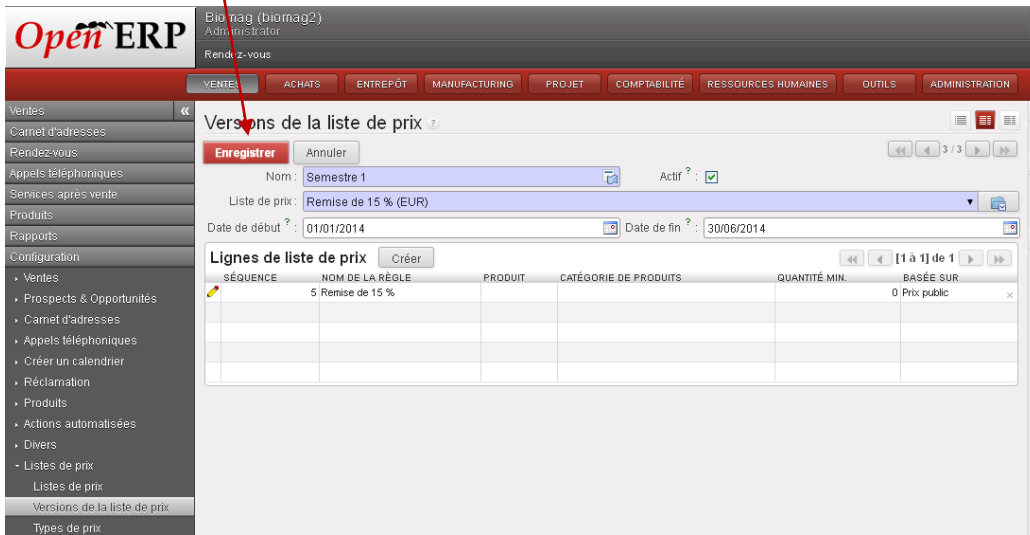 Open ERP
Biomag (biomag2)
Administrator
Rendez-vous
VENTES ACHATS ENTREPÔT MANUFACTURING PROJET COMPTABILITÉ RESSOURCES HUMAINES OUTILS ADMINISTRATION
Ventes «
Carnet d'adresses
Rendez-vous
Appels téléphoniques
Services après vente
Produits
Rapports
Configuration
Ventes
Prospects & Opportunités
Carnet d'adresses
Appels téléphoniques
Créer un calendrier
Réclamation
Produits
Actions automatisées
Divers
Listes de prix
Listes de prix
Versions de la liste de prix
Types de prix
Versions de la liste de prix ?
Enregistrer Annuler 3 / 3
Nom : Semestre 1 Actif ? :
Liste de prix : Remise de 15 % (EUR)
Date de début ? : 01/01/2014 Date de fin ? : 30/06/2014
Lignes de liste de prix Créer [1 à 1] de 1
SÉQUENCE NOM DE LA RÈGLE PRODUIT CATÉGORIE DE PRODUITS QUANTITÉ MIN. BASÉE SUR
5 Remise de 15 % 0 Prix public